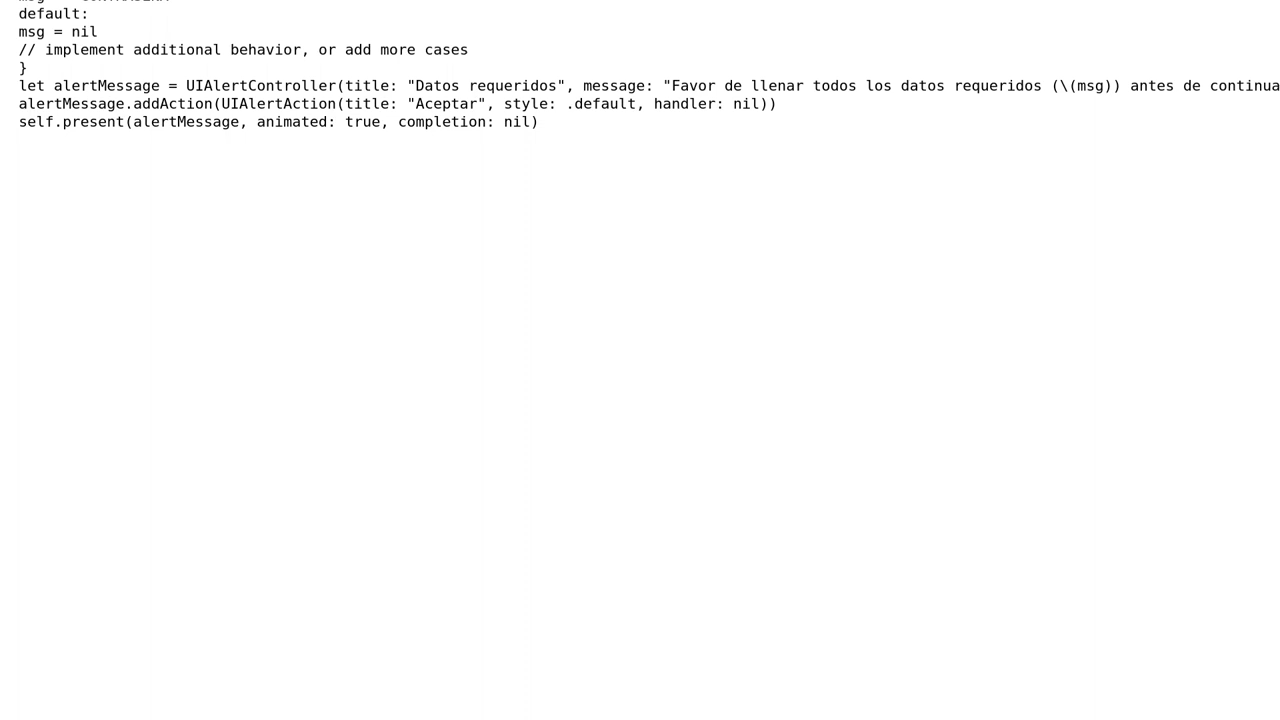 default:
msg = nil
// implement additional behavior, or add more cases
}
let alertMessage = UIAlertController(title: "Datos requeridos", message: "Favor de llenar todos los datos requeridos (\(msg)) antes de continua
alertMessage.addAction(UIAlertAction(title: "Aceptar", style: .default, handler: nil))
self.present(alertMessage, animated: true, completion: nil)